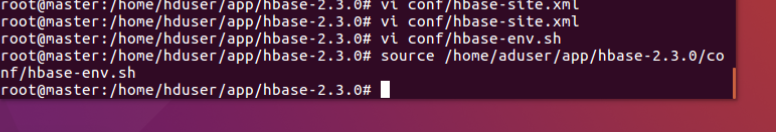 root@master:/home/hduser/app/hbase-2.3.0# vi conf/hbase-site.xml
root@master:/home/hduser/app/hbase-2.3.0# vi conf/hbase-site.xml
root@master:/home/hduser/app/hbase-2.3.0# vi conf/hbase-env.sh
root@master:/home/hduser/app/hbase-2.3.0# source /home/aduser/app/hbase-2.3.0/co
nf/hbase-env.sh
root@master:/home/hduser/app/hbase-2.3.0#